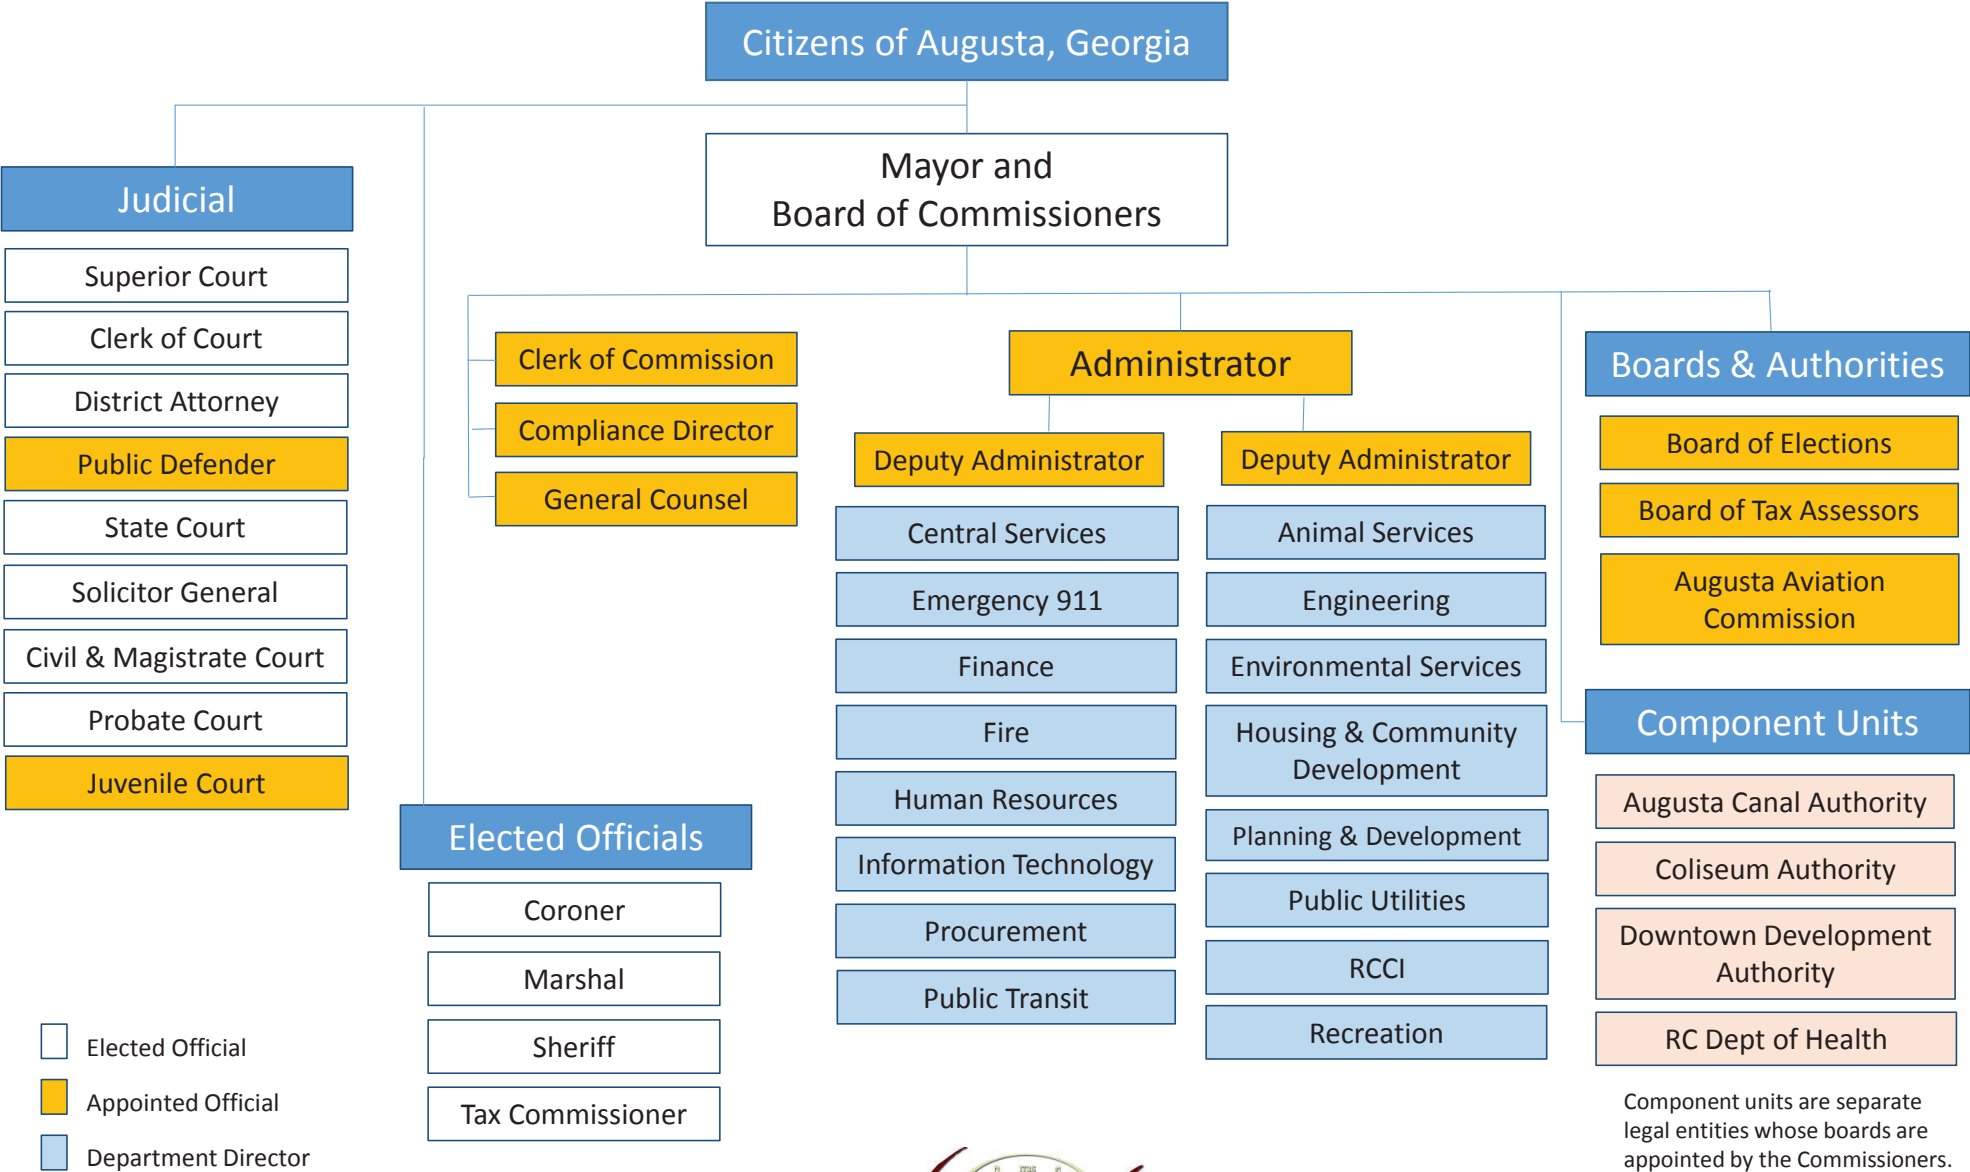 Citizens of Augusta, Georgia
Mayor and
Board of Commissioners
Judicial
Superior Court
Clerk of Court
District Attorney
Public Defender
State Court
Solicitor General
Civil & Magistrate Court
Probate Court
Juvenile Court
Elected Officials
Coroner
Marshal
Sheriff
Tax Commissioner
Clerk of Commission
Compliance Director
General Counsel
Administrator
Deputy Administrator
Central Services
Emergency 911
Finance
Fire
Human Resources
Information Technology
Procurement
Public Transit
Deputy Administrator
Animal Services
Engineering
Environmental Services
Housing & Community
Development
Planning & Development
Public Utilities
RCCI
Recreation
Boards & Authorities
Board of Elections
Board of Tax Assessors
Augusta Aviation
Commission
Component Units
Augusta Canal Authority
Coliseum Authority
Downtown Development
Authority
RC Dept of Health
Component units are separate
legal entities whose boards are
appointed by the Commissioners.
Elected Official
Appointed Official
Department Director